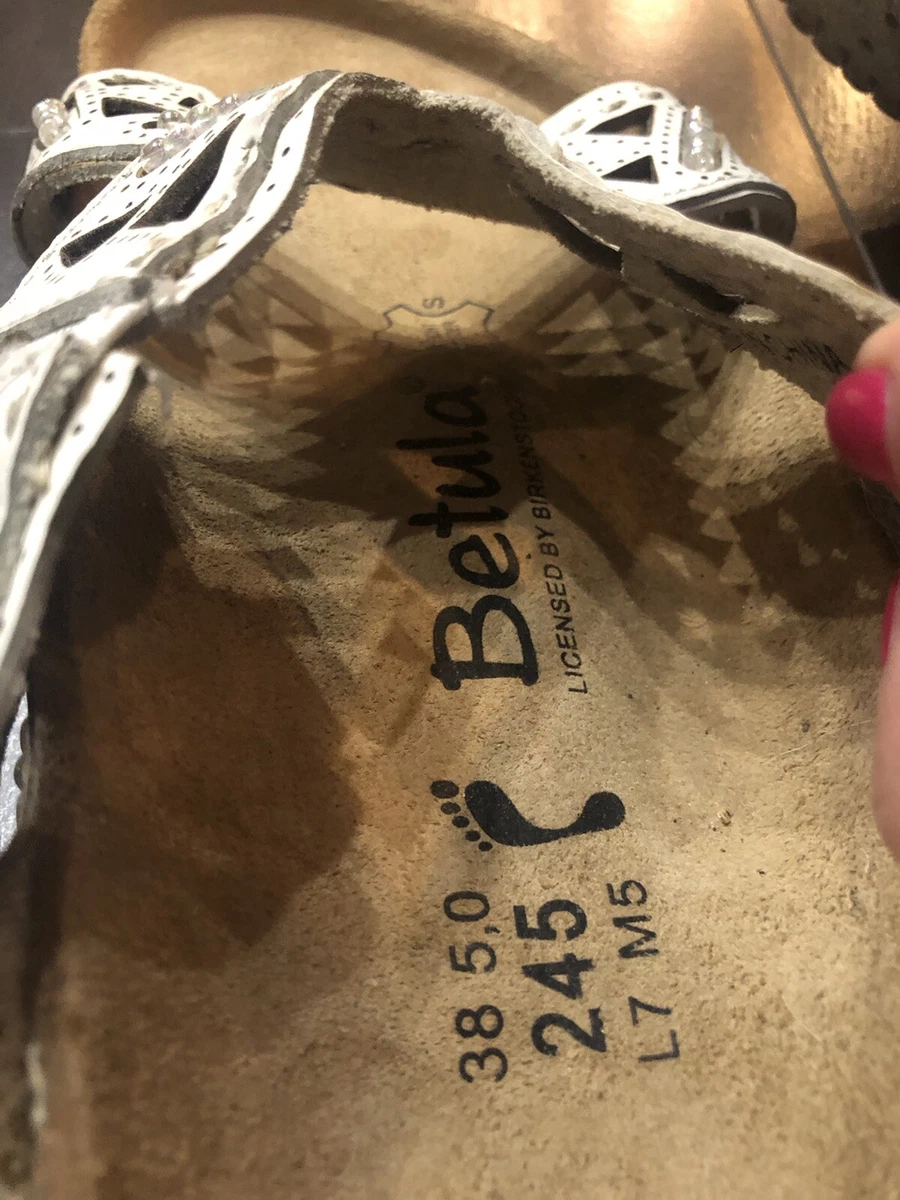 Betula®
LICENSED BY BIRKENSTOCK
38 5,0
245
L7 M5